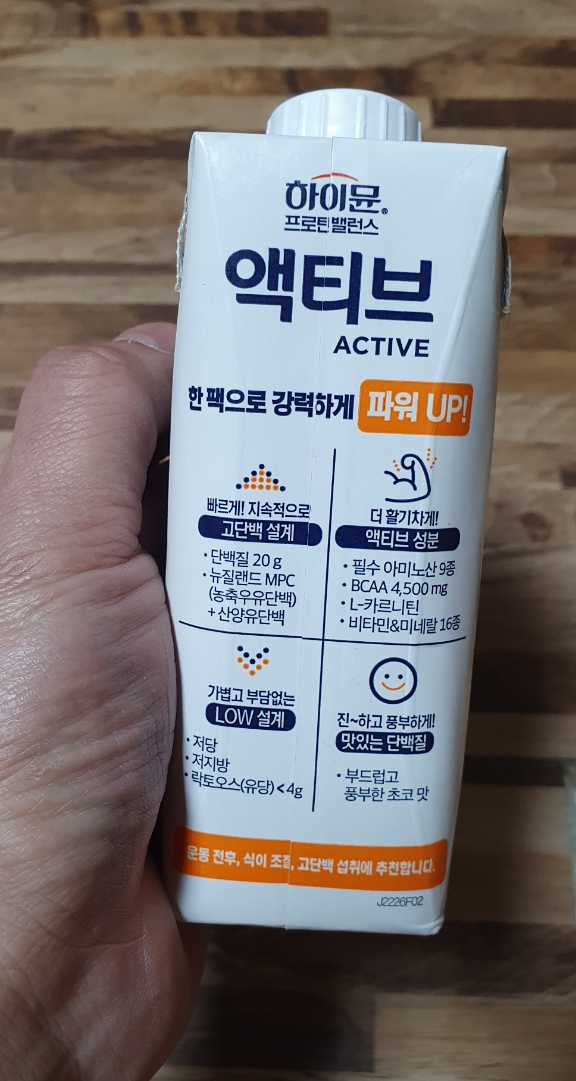 하이뮨®
프로틴밸런스
액티브
ACTIVE
한 팩으로 강력하게 파워 UP!
빠르게! 지속적으로
고단백 설계
• 단백질 20 g
• 뉴질랜드 MPC
(농축우유단백)
+ 산양유단백
더 활기차게!
액티브 성분
• 필수 아미노산 9종
• BCAA 4,500 mg
• L-카르니틴
• 비타민&미네랄 16종
가볍고 부담없는
LOW 설계
• 저당
• 저지방
• 락토오스(유당) < 4g
진~하고 풍부하게!
맛있는 단백질
• 부드럽고
풍부한 초코 맛
운동 전후, 식이 조절, 고단백 섭취에 추천합니다.
J2226F02